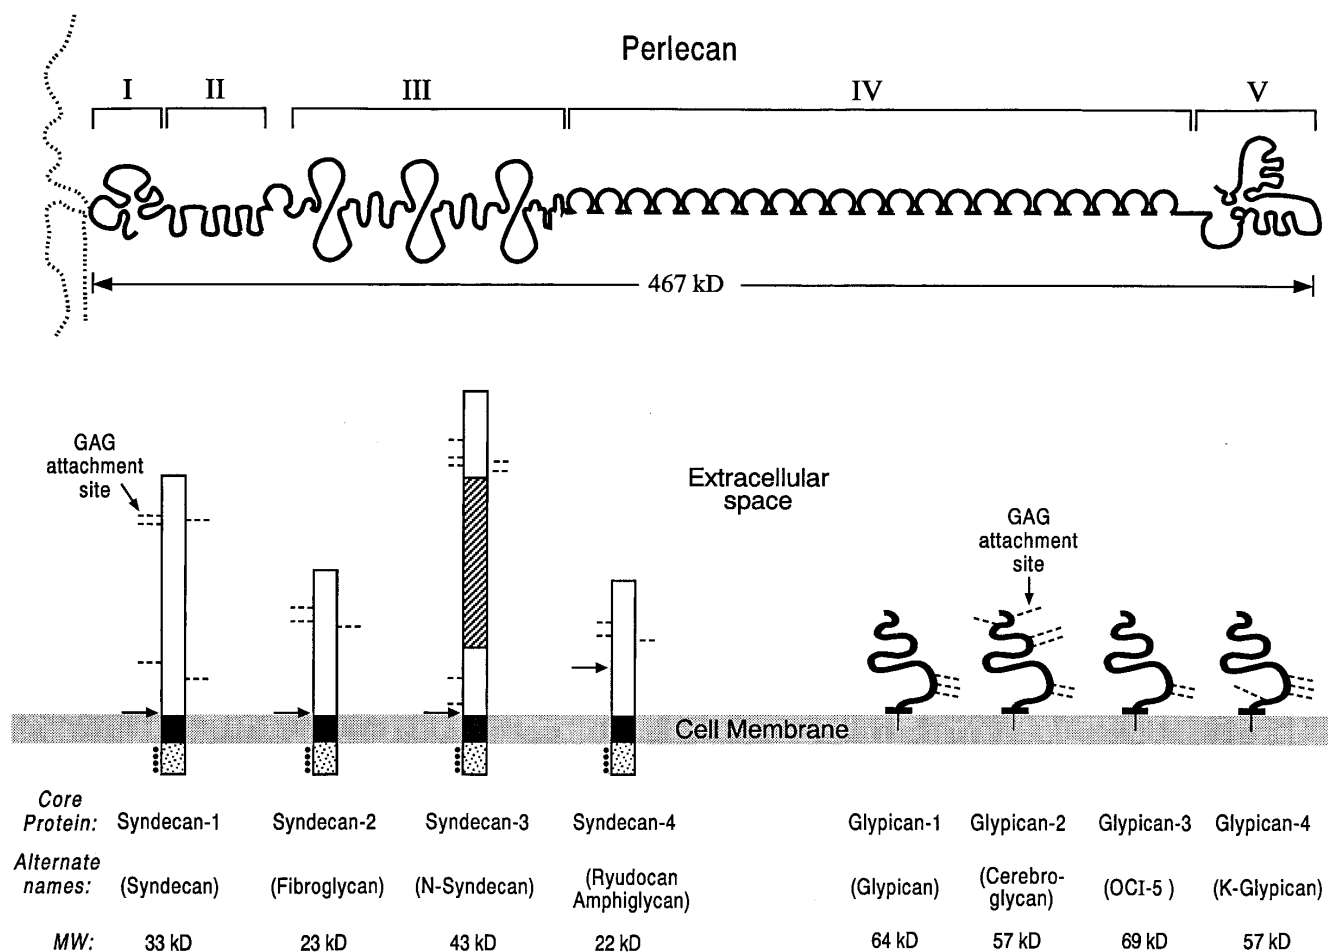 Perlecan
I II III IV V
467 kD
GAG
attachment
site
Extracellular
space
GAG
attachment
site
Cell Membrane
Core
Protein: Syndecan-1 Syndecan-2 Syndecan-3 Syndecan-4 Glypican-1 Glypican-2 Glypican-3 Glypican-4
Alternate
names: (Syndecan) (Fibroglycan) (N-Syndecan) (Ryudocan
Amphiglycan) (Glypican) (Cerebro-
glycan) (OCI-5 ) (K-Glypican)
MW: 33 kD 23 kD 43 kD 22 kD 64 kD 57 kD 69 kD 57 kD